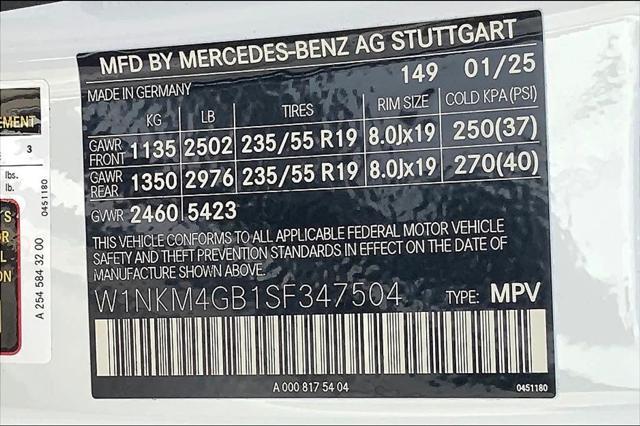 MFD BY MERCEDES-BENZ AG STUTTGART
149 01/25
MADE IN GERMANY
KG LB TIRES RIM SIZE COLD KPA(PSI)
GAWR FRONT 1135 2502 235/55 R19 8.0Jx19 250(37)
GAWR REAR 1350 2976 235/55 R19 8.0Jx19 270(40)
GVWR 2460 5423
THIS VEHICLE CONFORMS TO ALL APPLICABLE FEDERAL MOTOR VEHICLE
SAFETY AND THEFT PREVENTION STANDARDS IN EFFECT ON THE DATE OF
MANUFACTURE SHOWN ABOVE.
W1NKM4GB1SF347504 TYPE: MPV
A 000 817 54 04
0451180
EMENT
3
lbs.
lb.
0451180
A 254 584 32 00